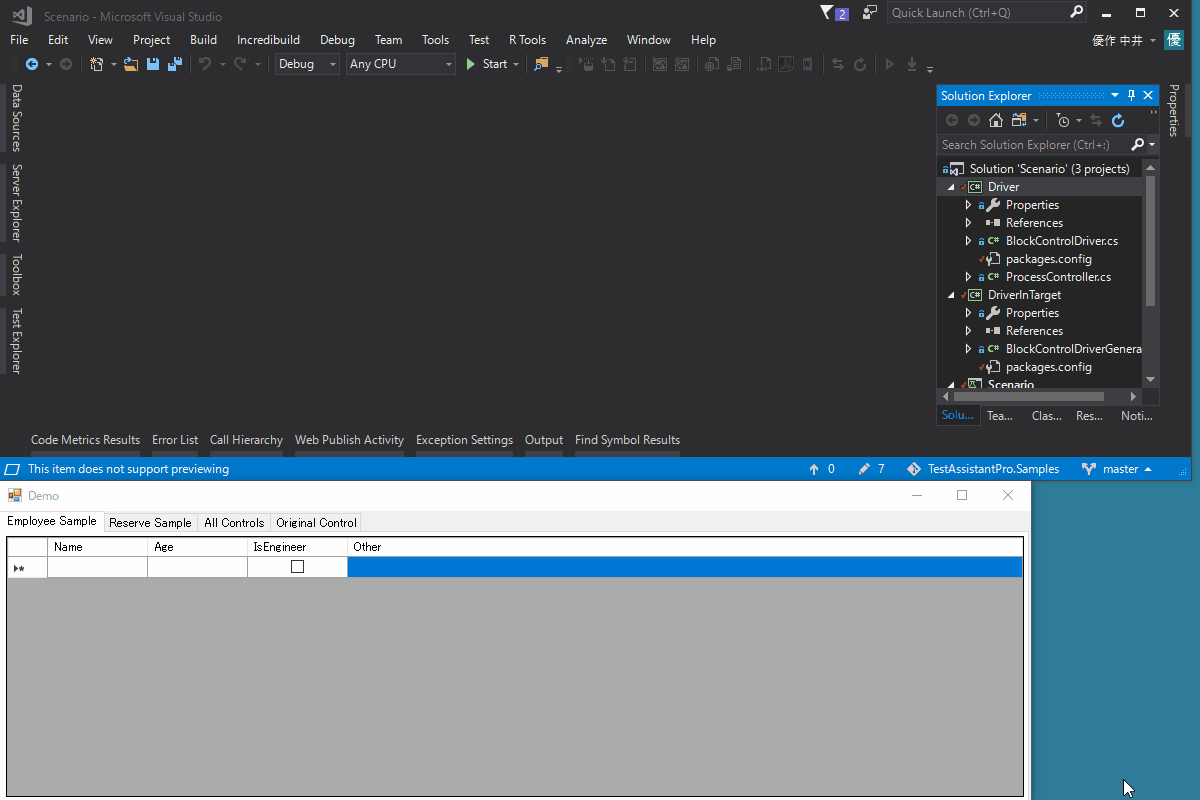 Scenario - Microsoft Visual Studio
2
Quick Launch (Ctrl+Q)
File Edit View Project Build Incredibuild Debug Team Tools Test R Tools Analyze Window Help
優作 中井
優
Debug Any CPU Start
Data Sources
Server Explorer
Toolbox
Test Explorer
Solution Explorer
Properties
Search Solution Explorer (Ctrl+:)
Solution 'Scenario' (3 projects)
C# Driver
Properties
References
C# BlockControlDriver.cs
packages.config
C# ProcessController.cs
C# DriverInTarget
Properties
References
C# BlockControlDriverGenera
packages.config
Scenario
Solu... Tea... Clas... Res... Noti...
Code Metrics Results Error List Call Hierarchy Web Publish Activity Exception Settings Output Find Symbol Results
This item does not support previewing
0 7 TestAssistantPro.Samples master
Demo
Employee Sample Reserve Sample All Controls Original Control
Name Age IsEngineer Other